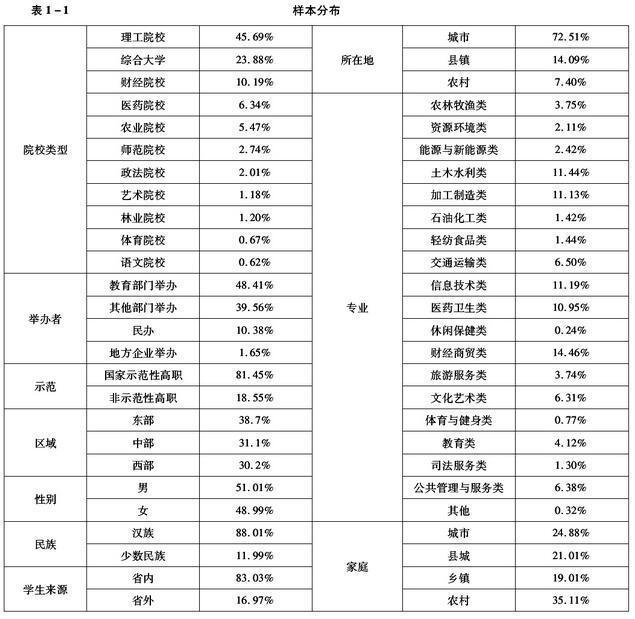 表 1-1 样本分布
院校类型 理工院校 45.69% 所在地 城市 72.51%
综合大学 23.88% 县镇 14.09%
财经院校 10.19% 农村 7.40%
医药院校 6.34% 专业 农林牧渔类 3.75%
农业院校 5.47% 资源环境类 2.11%
师范院校 2.74% 能源与新能源类 2.42%
政法院校 2.01% 土木水利类 11.44%
艺术院校 1.18% 加工制造类 11.13%
林业院校 1.20% 石油化工类 1.42%
体育院校 0.67% 轻纺食品类 1.44%
语文院校 0.62% 交通运输类 6.50%
举办者 教育部门举办 48.41% 信息技术类 11.19%
其他部门举办 39.56% 医药卫生类 10.95%
民办 10.38% 休闲保健类 0.24%
地方企业举办 1.65% 财经商贸类 14.46%
示范 国家示范性高职 81.45% 旅游服务类 3.74%
非示范性高职 18.55% 文化艺术类 6.31%
区域 东部 38.7% 体育与健身类 0.77%
中部 31.1% 教育类 4.12%
西部 30.2% 司法服务类 1.30%
性别 男 51.01% 公共管理与服务类 6.38%
女 48.99% 其他 0.32%
民族 汉族 88.01% 家庭 城市 24.88%
少数民族 11.99% 县城 21.01%
学生来源 省内 83.03% 乡镇 19.01%
省外 16.97% 农村 35.11%